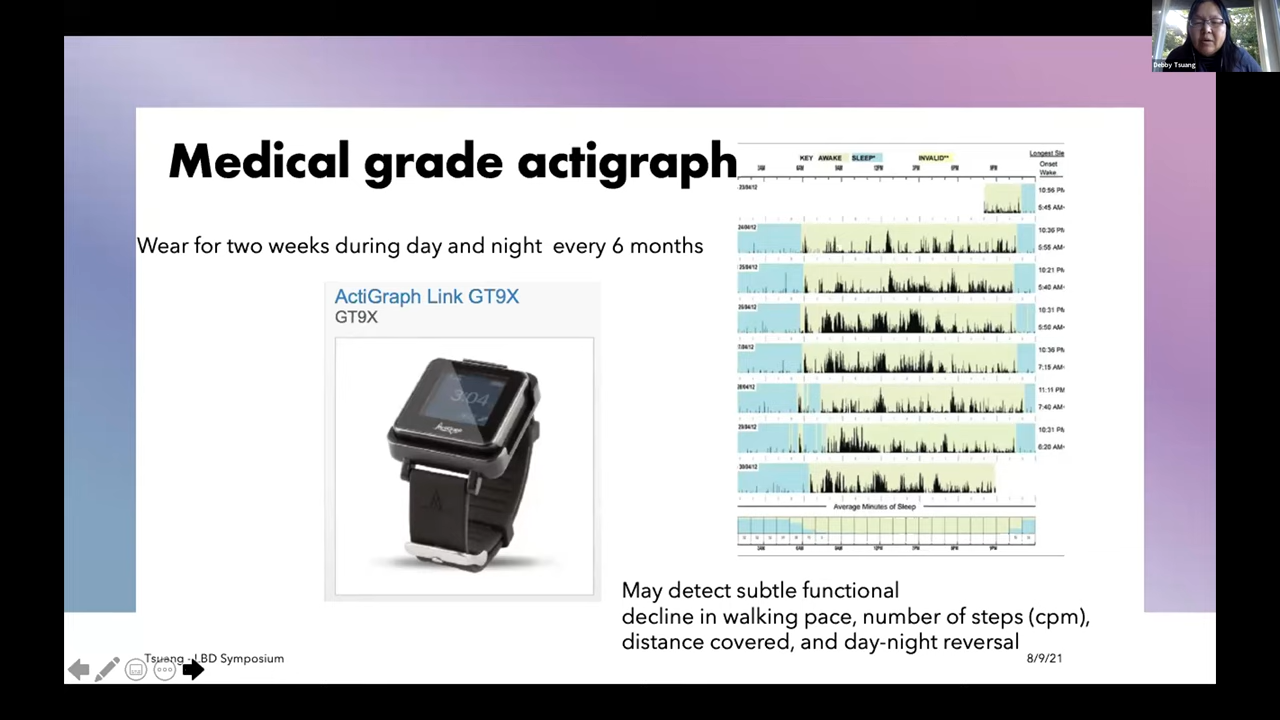 Debby Tsuang
Medical grade actigraph
Wear for two weeks during day and night every 6 months
ActiGraph Link GT9X
GT9X
3:04
KEY AWAKE SLEEP* INVALID**
Longest Sle
Onset
Wake
10:56 PM
5:45 AM
10:36 PM
5:55 AM
10:21 PM
5:40 AM
10:31 PM
5:50 AM
10:36 PM
7:15 AM
11:11 PM
7:40 AM
10:31 PM
6:20 AM
Average Minutes of Sleep
May detect subtle functional
decline in walking pace, number of steps (cpm),
distance covered, and day-night reversal
Tsuang - LBD Symposium
8/9/21